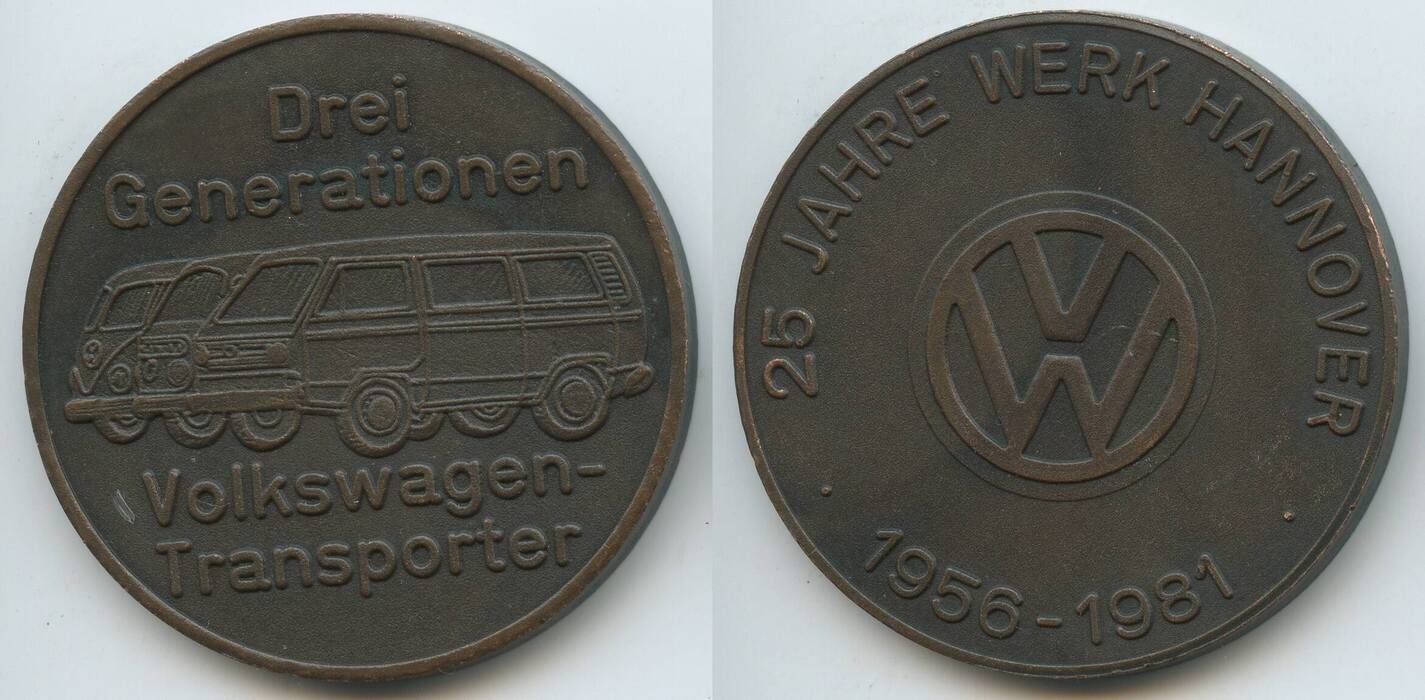 Drei
Generationen
Volkswagen-
Transporter
25 JAHRE WERK HANNOVER
VW
1956-1981